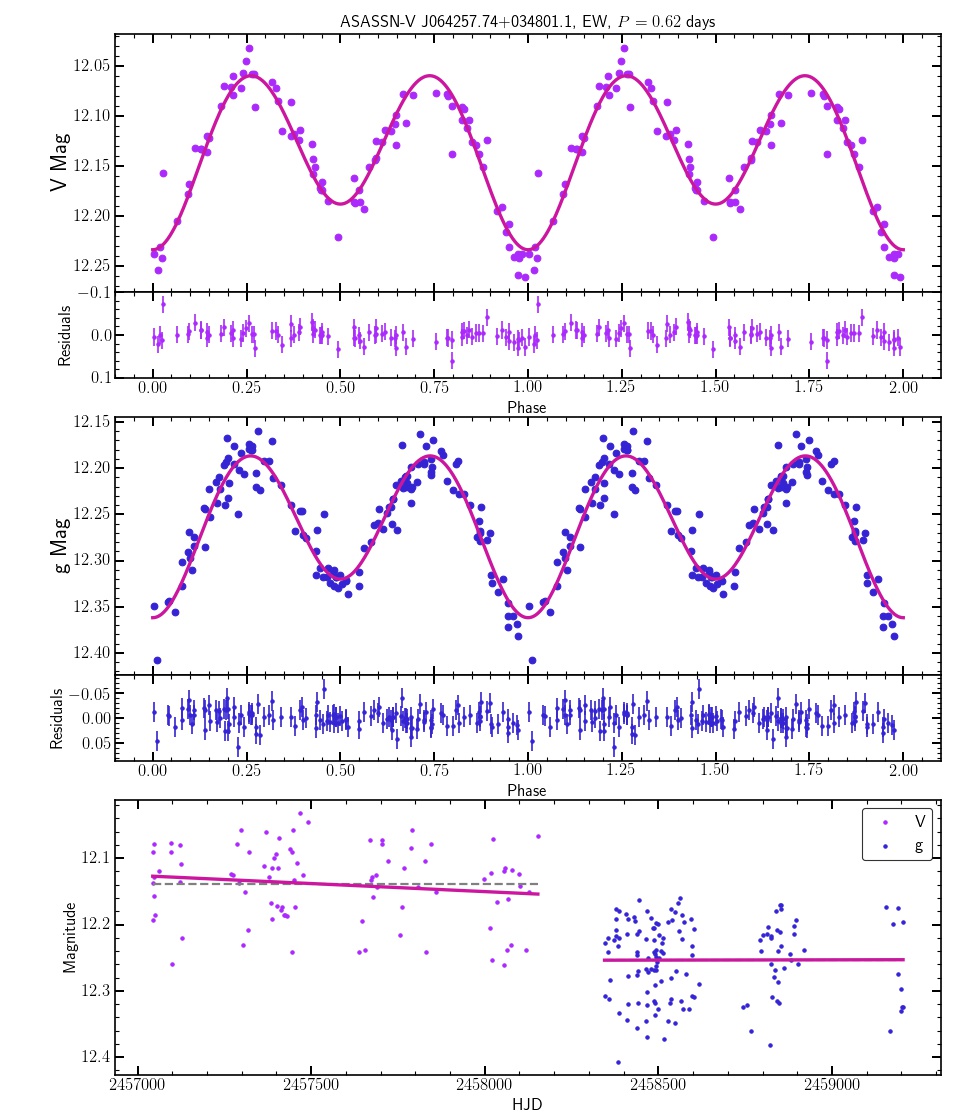 ASASSN-V J064257.74+034801.1, EW, P = 0.62 days
12.05
12.10
12.15
12.20
12.25
V Mag
−0.1
0.0
0.1
Residuals
0.00 0.25 0.50 0.75 1.00 1.25 1.50 1.75 2.00
Phase
12.15
12.20
12.25
12.30
12.35
12.40
g Mag
−0.05
0.00
0.05
Residuals
0.00 0.25 0.50 0.75 1.00 1.25 1.50 1.75 2.00
Phase
V
g
12.1
12.2
12.3
12.4
Magnitude
2457000 2457500 2458000 2458500 2459000
HJD